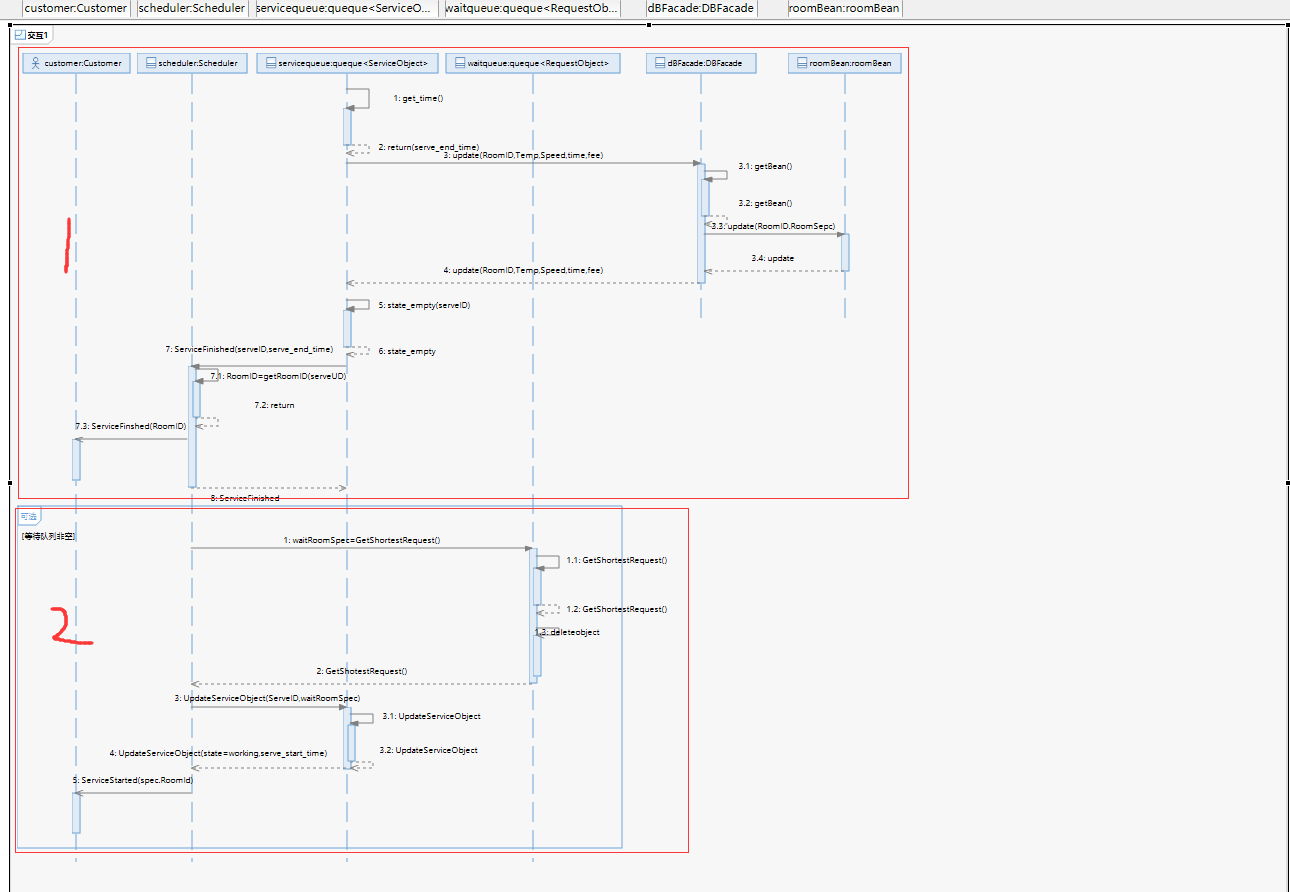 customer:Customer
scheduler:Scheduler
servicequeue:queque<ServiceO...
waitqueue:queque<RequestOb...
dBFacade:DBFacade
roomBean:roomBean
交互1
customer:Customer
scheduler:Scheduler
servicequeue:queque<ServiceObject>
waitqueue:queque<RequestObject>
dBFacade:DBFacade
roomBean:roomBean
1: get_time()
2: return(serve_end_time)
3: update(RoomID,Temp,Speed,time,fee)
3.1: getBean()
3.2: getBean()
3.3: update(RoomID.RoomSepc)
3.4: update
4: update(RoomID,Temp,Speed,time,fee)
5: state_empty(serveID)
6: state_empty
7: ServiceFinished(serveID,serve_end_time)
7.1: RoomID=getRoomID(serveUD)
7.2: return
7.3: ServiceFinshed(RoomID)
8: ServiceFinished
1
可选
[等待队列非空]
1: waitRoomSpec=GetShortestRequest()
1.1: GetShortestRequest()
1.2: GetShortestRequest()
1.3: deleteobject
2
2: GetShotestRequest()
3: UpdateServiceObject(ServeID,waitRoomSpec)
3.1: UpdateServiceObject
3.2: UpdateServiceObject
4: UpdateServiceObject(state=working,serve_start_time)
5: ServiceStarted(spec.RoomId)